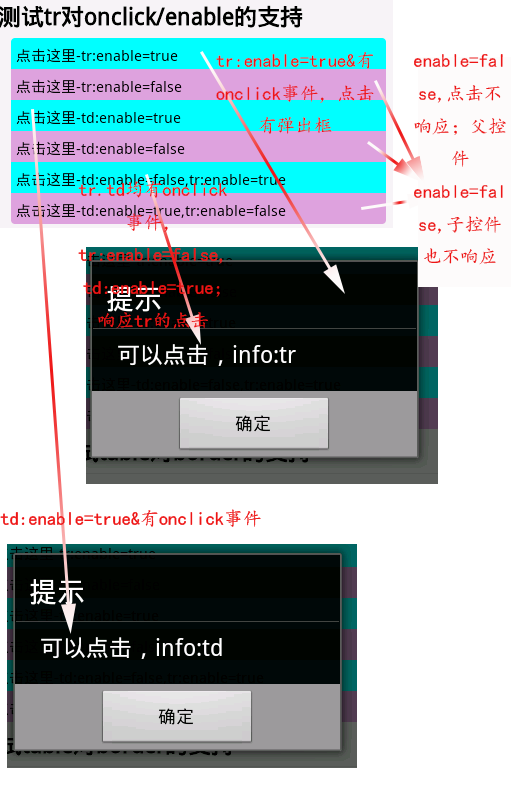 测试tr对onclick/enable的支持
点击这里-tr:enable=true
点击这里-tr:enable=false
点击这里-td:enable=true
点击这里-td:enable=false
点击这里-td:enable=false,tr:enable=true
点击这里-td:enable=true,tr:enable=false
tr:enable=true&有
onclick事件，点击
有弹出框
enable=fal
se,点击不
响应；父控
件
enable=fal
se,子控件
也不响应
tr.td均有onclick
事件，
tr:enable=false,
td:enable=true;
响应tr的点击
提示
可以点击，info:tr
确定
td:enable=true&有onclick事件
提示
可以点击，info:td
确定